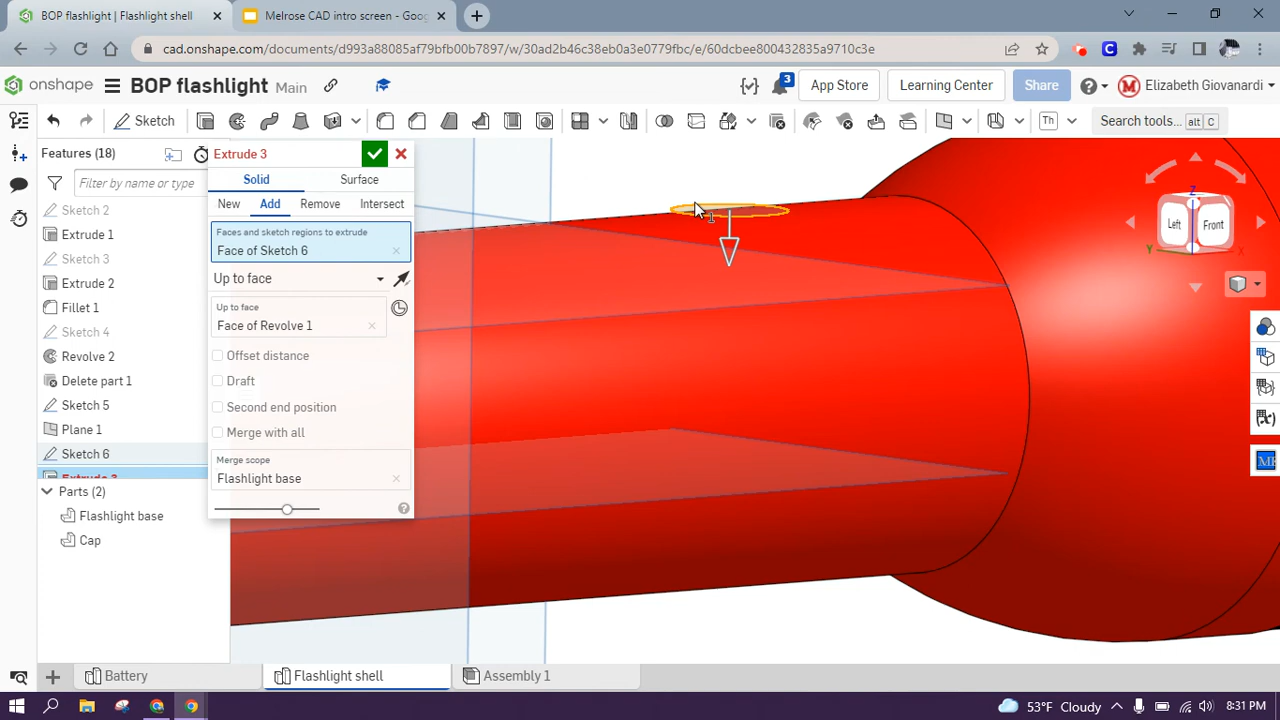 BOP flashlight | Flashlight shell
Melrose CAD intro screen - Goo
cad.onshape.com/documents/d993a88085af79bfb00b7897/w/30ad2b46c38eb0a3e0779fbc/e/60dcbee800432835a9710c3e
onshape BOP flashlight Main 3 App Store Learning Center Share Elizabeth Giovanardi
Sketch Th Search tools... alt C
Features (18)
Filter by name or type
Sketch 2
Extrude 1
Sketch 3
Extrude 2
Fillet 1
Sketch 4
Revolve 2
Delete part 1
Sketch 5
Plane 1
Sketch 6
Extrude 3
Parts (2)
Flashlight base
Cap
Extrude 3
Solid Surface
New Add Remove Intersect
Faces and sketch regions to extrude
Face of Sketch 6
Up to face
Up to face
Face of Revolve 1
Offset distance
Draft
Second end position
Merge with all
Merge scope
Flashlight base
1
Z
Left Front
Y X
(x)
Battery Flashlight shell Assembly 1
53°F Cloudy 8:31 PM